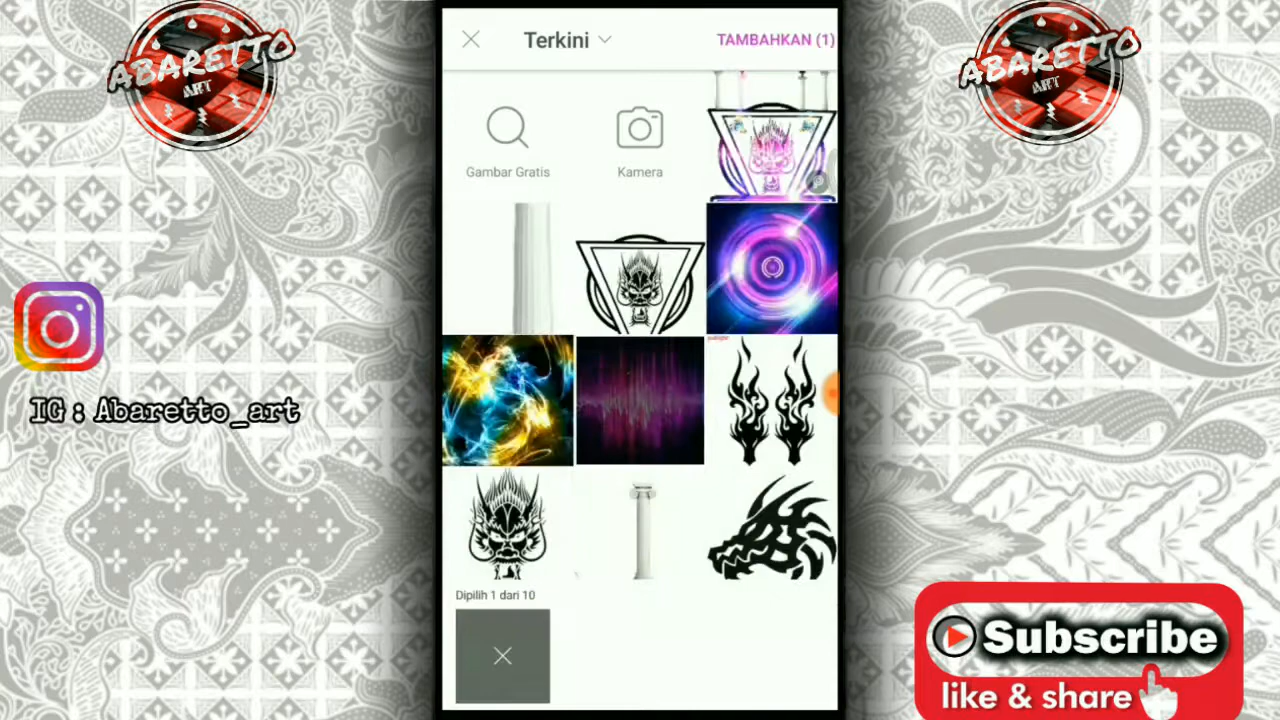 ABARETTO
ART
Terkini
TAMBAHKAN (1)
ABARETTO
ART
Gambar Gratis
Kamera
IG : Abaretto_art
Dipilih 1 dari 10
Subscribe
like & share